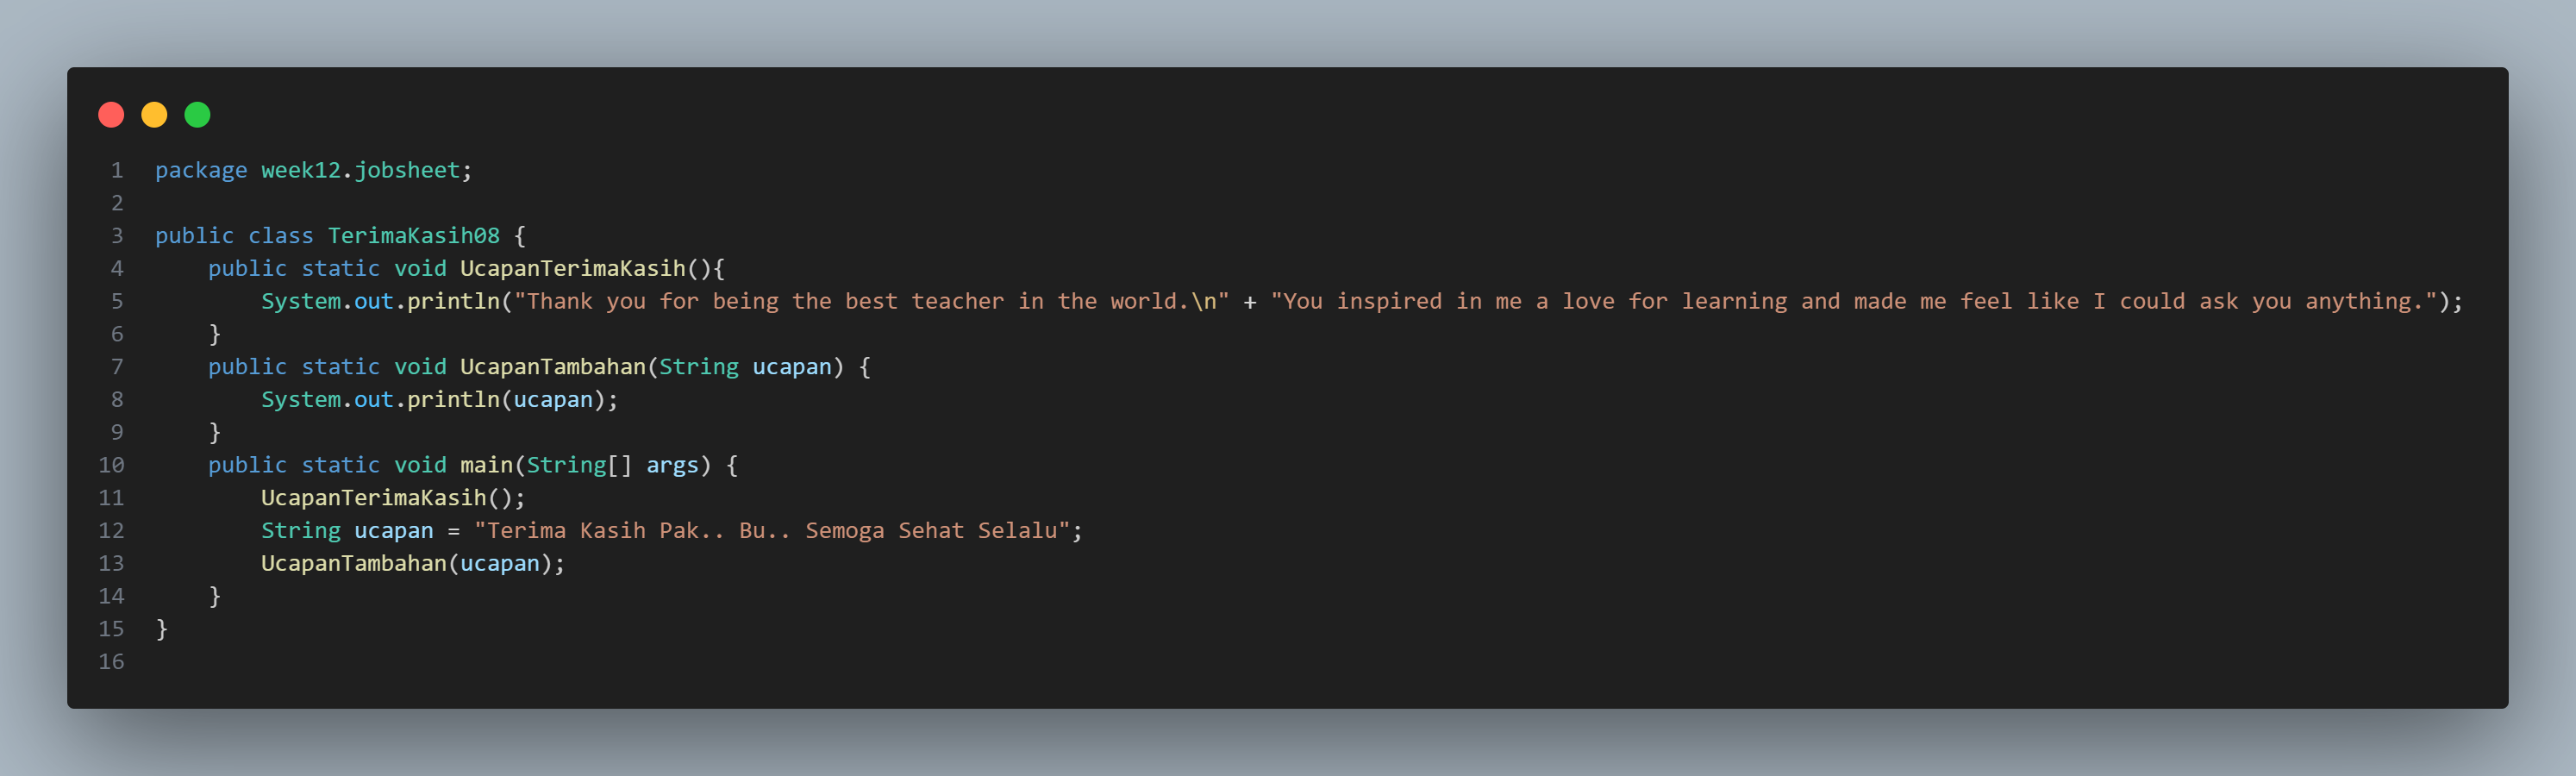 1 package week12.jobsheet;
2
3 public class TerimaKasih08 {
4     public static void UcapanTerimaKasih(){
5         System.out.println("Thank you for being the best teacher in the world.\n" + "You inspired in me a love for learning and made me feel like I could ask you anything.");
6     }
7     public static void UcapanTambahan(String ucapan) {
8         System.out.println(ucapan);
9     }
10     public static void main(String[] args) {
11         UcapanTerimaKasih();
12         String ucapan = "Terima Kasih Pak.. Bu.. Semoga Sehat Selalu";
13         UcapanTambahan(ucapan);
14     }
15 }
16